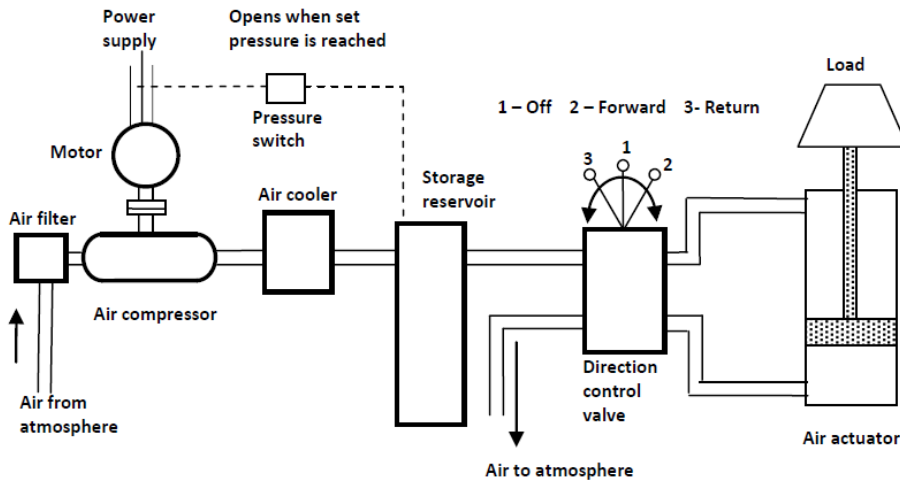 Power
supply
Opens when set
pressure is reached
Pressure
switch
Motor
Load
1 – Off 2 – Forward 3- Return
3
1
2
Air cooler
Storage
reservoir
Air filter
Air compressor
Air from
atmosphere
Direction
control
valve
Air to atmosphere
Air actuator